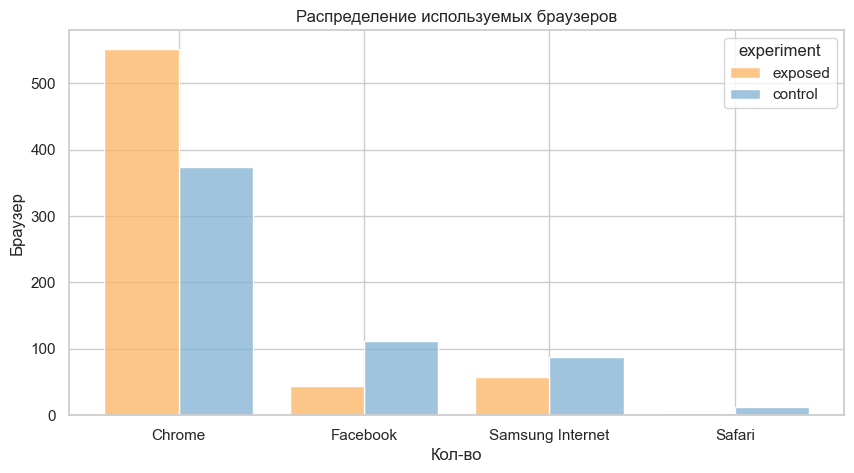 Распределение используемых браузеров
experiment
exposed
control
Браузер
500
400
300
200
100
0
Chrome Facebook Samsung Internet Safari
Кол-во